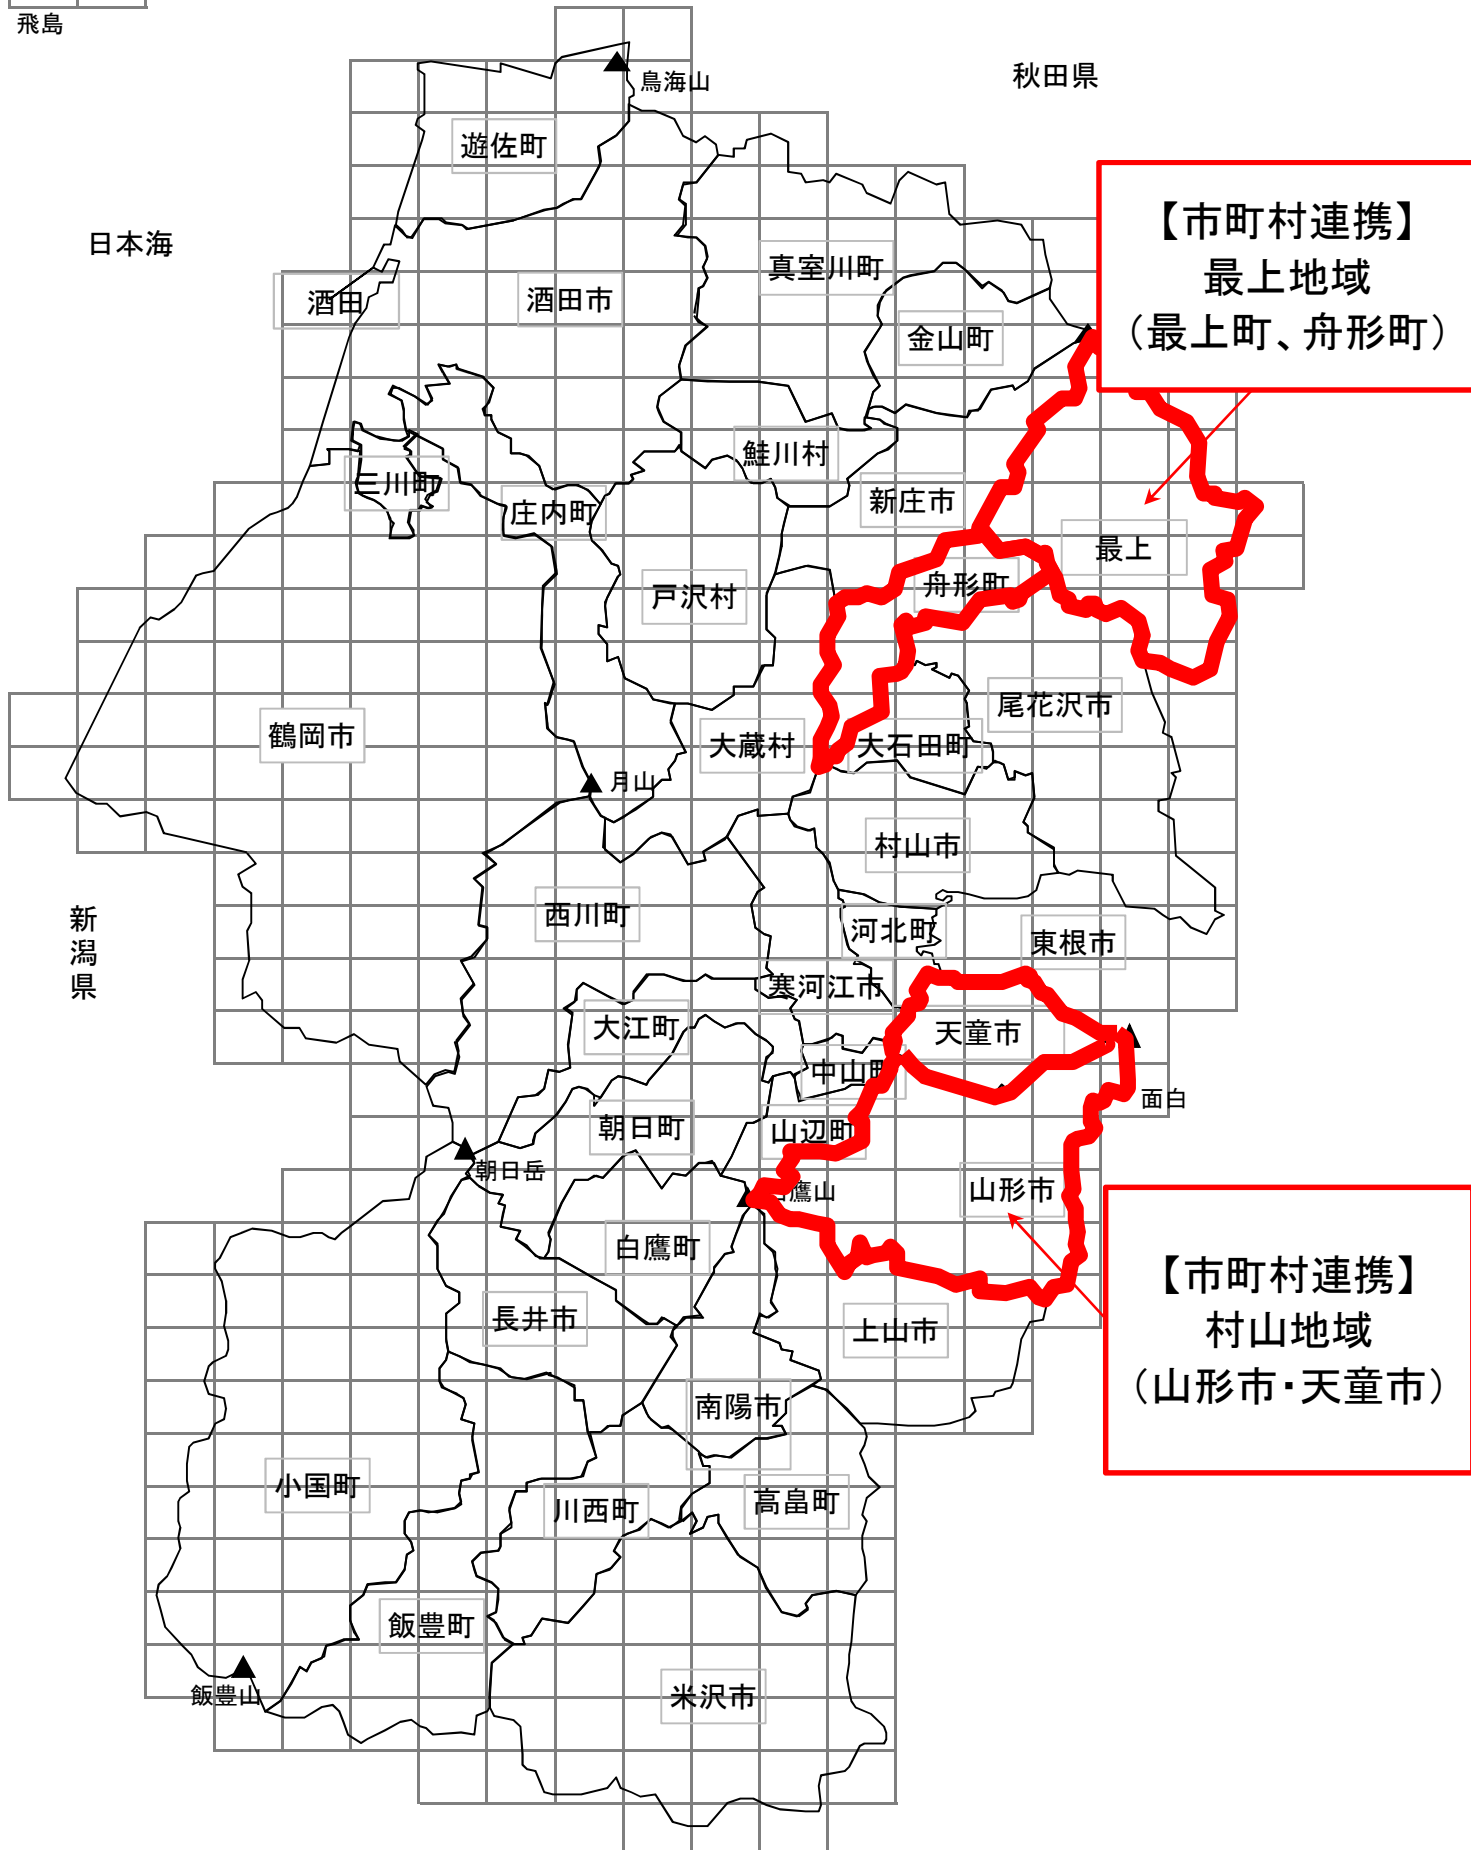 飛島
鳥海山
秋田県
遊佐町
日本海
真室川町
酒田
酒田市
金山町
【市町村連携】
最上地域
（最上町、舟形町）
鮭川村
三川町
庄内町
新庄市
最上
舟形町
戸沢村
尾花沢市
鶴岡市
大蔵村
大石田町
月山
村山市
西川町
河北町
東根市
新潟県
寒河江市
大江町
天童市
中山町
面白
朝日町
山辺町
朝日岳
白鷹山
山形市
白鷹町
【市町村連携】
村山地域
（山形市・天童市）
長井市
上山市
南陽市
小国町
川西町
高畠町
飯豊町
飯豊山
米沢市